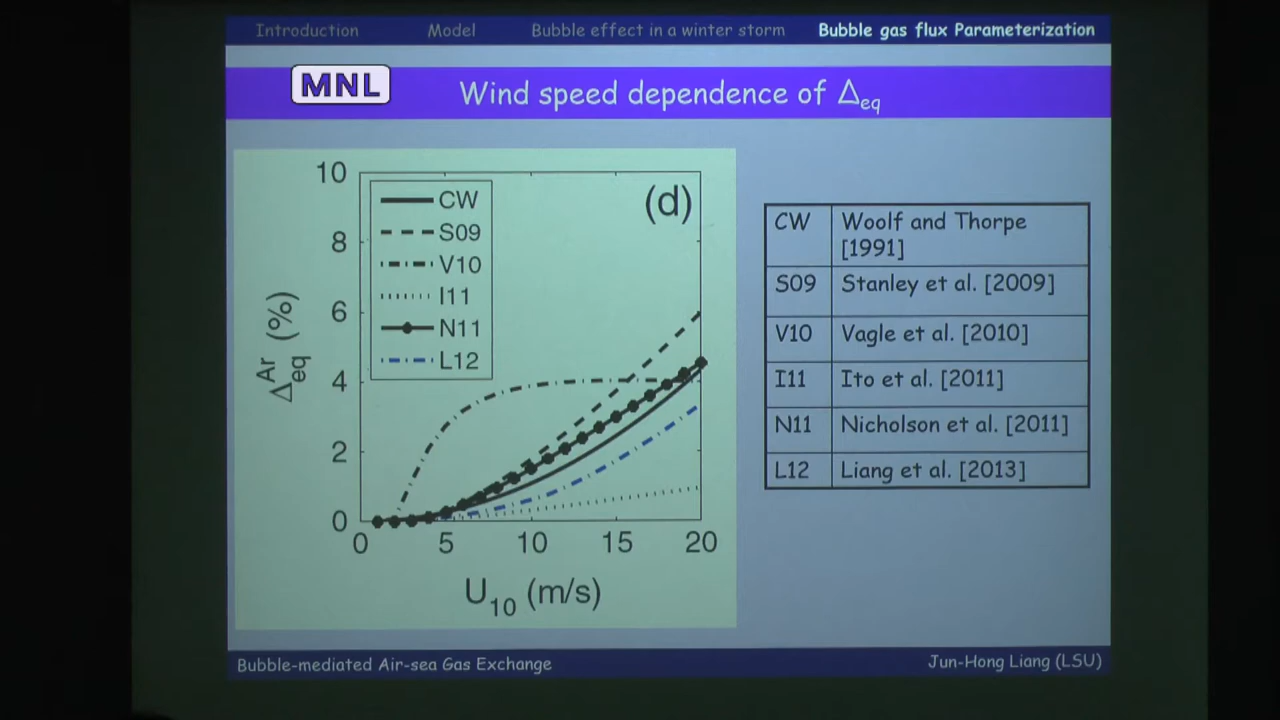 Introduction Model Bubble effect in a winter storm Bubble gas flux Parameterization
MNL
Wind speed dependence of Δeq
10
8
6
4
2
0
Δeq^Ar (%)
(d)
CW
S09
V10
I11
N11
L12
0 5 10 15 20
U10 (m/s)
CW Woolf and Thorpe
[1991]
S09 Stanley et al. [2009]
V10 Vagle et al. [2010]
I11 Ito et al. [2011]
N11 Nicholson et al. [2011]
L12 Liang et al. [2013]
Bubble-mediated Air-sea Gas Exchange Jun-Hong Liang (LSU)